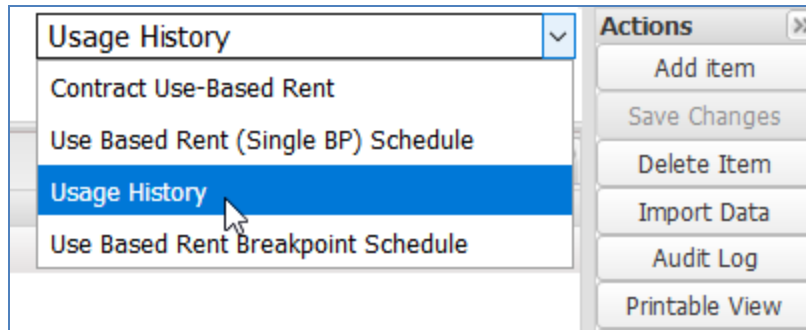 Usage History
Contract Use-Based Rent
Use Based Rent (Single BP) Schedule
Usage History
Use Based Rent Breakpoint Schedule
Actions
Add item
Save Changes
Delete Item
Import Data
Audit Log
Printable View